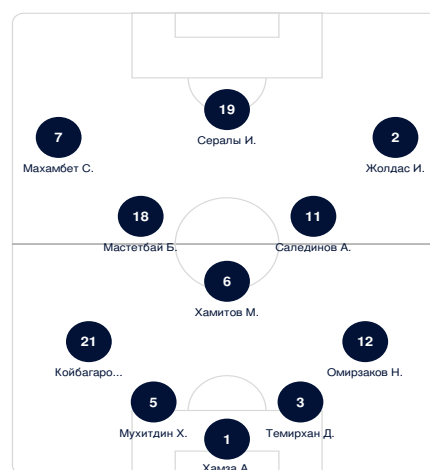 19
Сералы И.
7
Махамбет С.
2
Жолдас И.
18
Мастетбай Б.
11
Салединов А.
6
Хамитов М.
21
Койбагаро...
12
Омирзаков Н.
5
Мухитдин Х.
3
Темирхан Д.
1
Хамза А